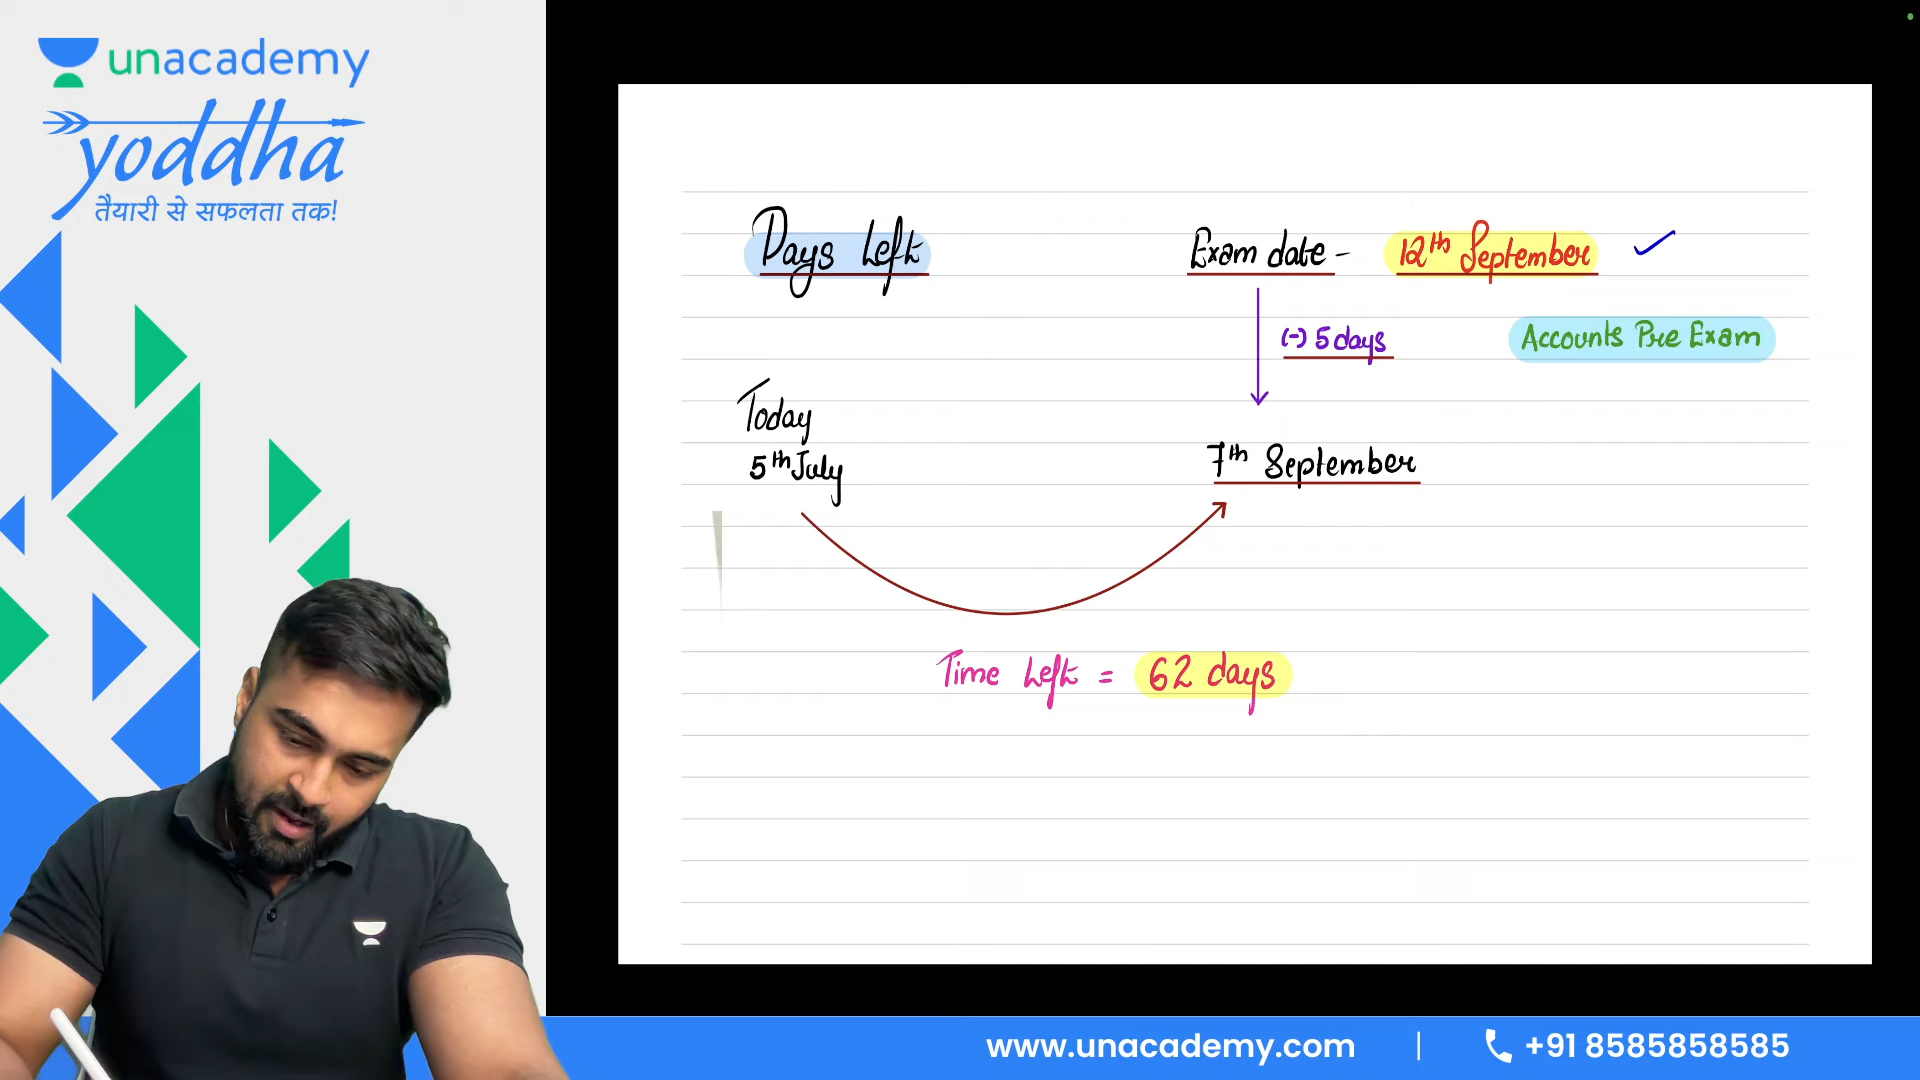 unacademy
yoddha
तैयारी से सफलता तक!
Days Left
Exam date - 12th September
(-) 5 days
Accounts Pre Exam
Today
5th July
7th September
Time Left = 62 days
www.unacademy.com | +91 8585858585